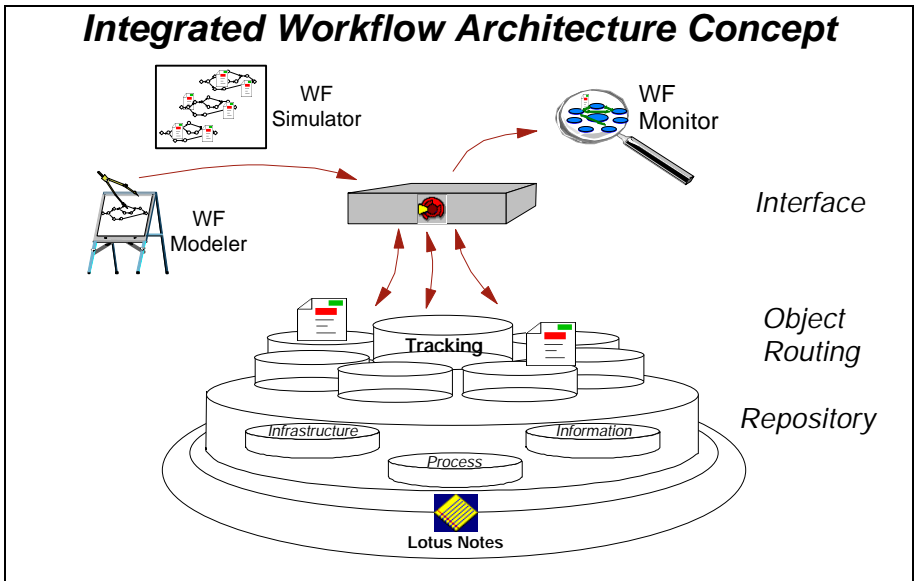 Integrated Workflow Architecture Concept
WF
Simulator
WF
Monitor
WF
Modeler
Interface
Object
Routing
Tracking
Repository
Infrastructure
Information
Process
Lotus Notes